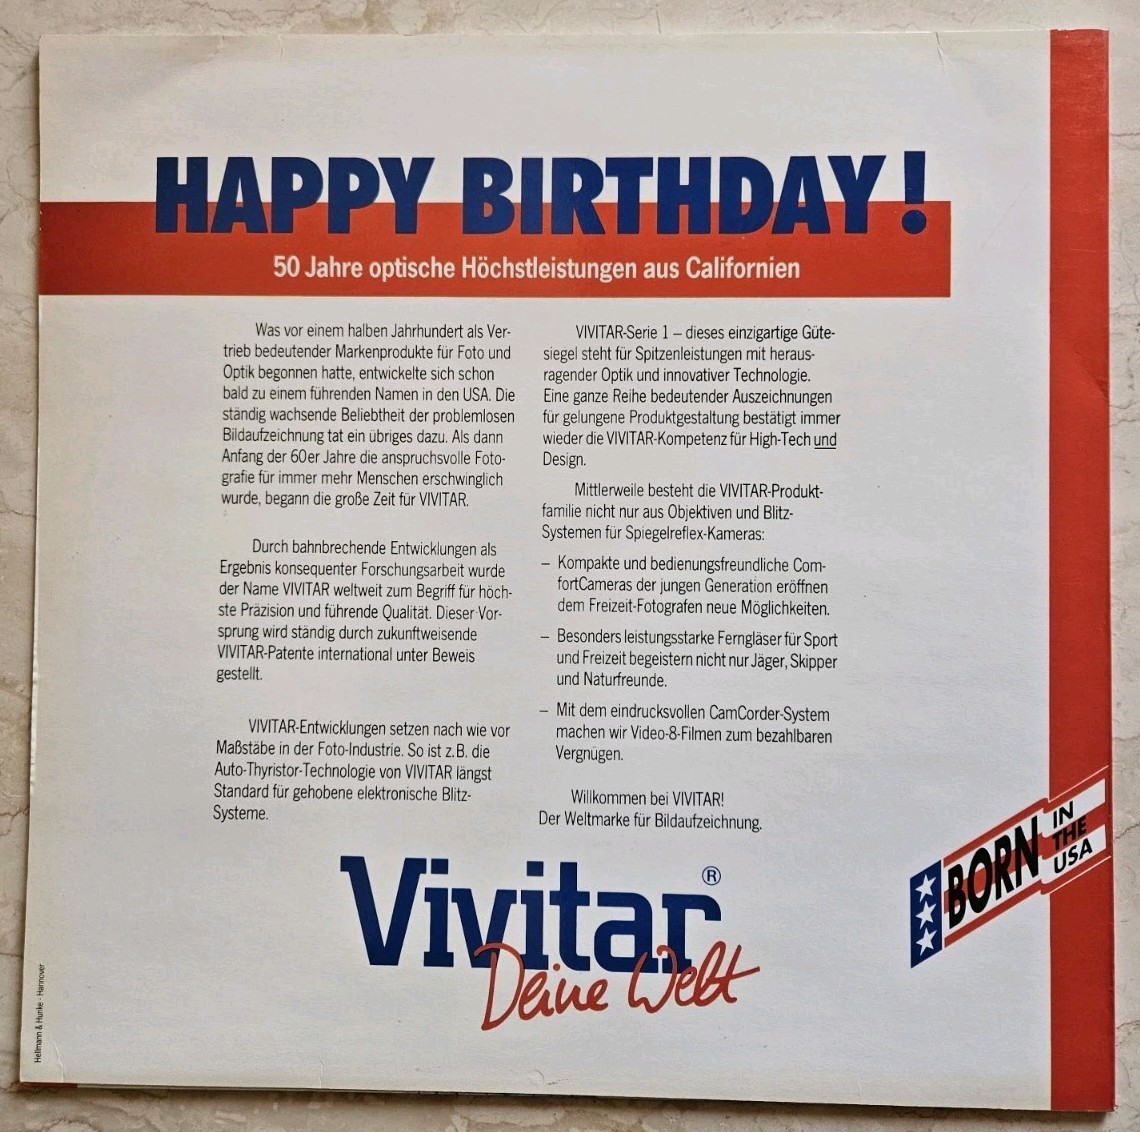 HAPPY BIRTHDAY!
50 Jahre optische Höchstleistungen aus Californien
Was vor einem halben Jahrhundert als Ver-
trieb bedeutender Markenprodukte für Foto und
Optik begonnen hatte, entwickelte sich schon
bald zu einem führenden Namen in den USA. Die
ständig wachsende Beliebtheit der problemlosen
Bildaufzeichnung tat ein übriges dazu. Als dann
Anfang der 60er Jahre die anspruchsvolle Foto-
grafie für immer mehr Menschen erschwinglich
wurde, begann die große Zeit für VIVITAR.
Durch bahnbrechende Entwicklungen als
Ergebnis konsequenter Forschungsarbeit wurde
der Name VIVITAR weltweit zum Begriff für höch-
ste Präzision und führende Qualität. Dieser Vor-
sprung wird ständig durch zukunftweisende
VIVITAR-Patente international unter Beweis
gestellt.
VIVITAR-Entwicklungen setzen nach wie vor
Maßstäbe in der Foto-Industrie. So ist z.B. die
Auto-Thyristor-Technologie von VIVITAR längst
Standard für gehobene elektronische Blitz-
Systeme.
VIVITAR-Serie 1 – dieses einzigartige Güte-
siegel steht für Spitzenleistungen mit heraus-
ragender Optik und innovativer Technologie.
Eine ganze Reihe bedeutender Auszeichnungen
für gelungene Produktgestaltung bestätigt immer
wieder die VIVITAR-Kompetenz für High-Tech und
Design.
Mittlerweile besteht die VIVITAR-Produkt-
familie nicht nur aus Objektiven und Blitz-
Systemen für Spiegelreflex-Kameras:
– Kompakte und bedienungsfreundliche Com-
fortCameras der jungen Generation eröffnen
dem Freizeit-Fotografen neue Möglichkeiten.
– Besonders leistungsstarke Ferngläser für Sport
und Freizeit begeistern nicht nur Jäger, Skipper
und Naturfreunde.
– Mit dem eindrucksvollen CamCorder-System
machen wir Video-8-Filmen zum bezahlbaren
Vergnügen.
Willkommen bei VIVITAR!
Der Weltmarke für Bildaufzeichnung.
Vivitar®
Deine Welt
BORN IN
THE
USA
Hellmann & Hunke · Hannover